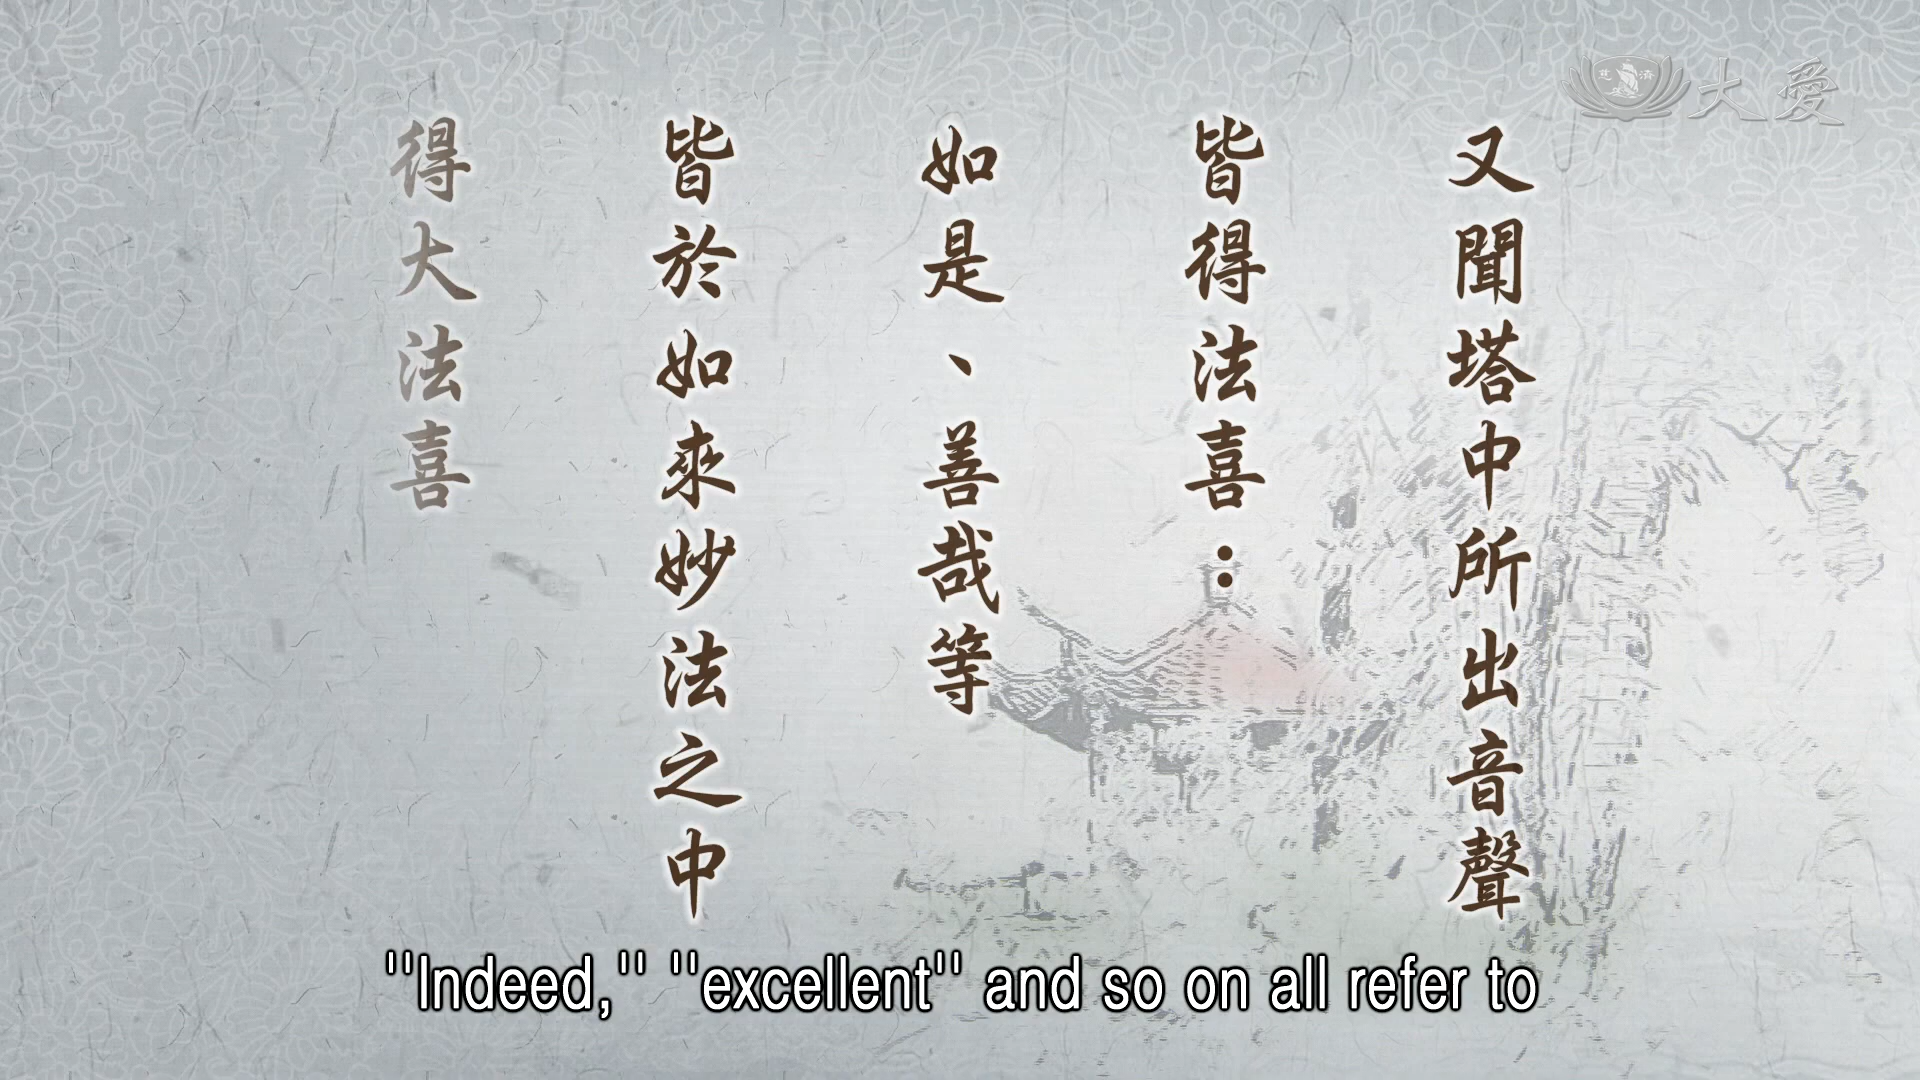 大愛
慈濟
又聞塔中所出音聲
皆得法喜：
如是、善哉等
皆於如來妙法之中
得大法喜
"Indeed," "excellent" and so on all refer to